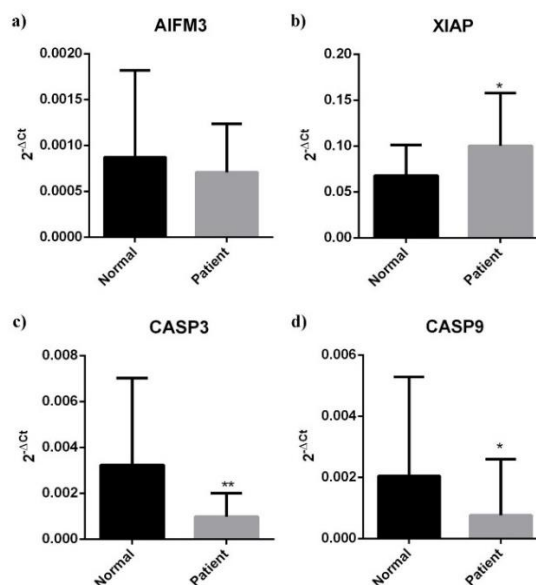 a) AIFM3
2^-ΔCt
0.0020
0.0015
0.0010
0.0005
0.0000
Normal
Patient
b) XIAP
2^-ΔCt
0.20
0.15
0.10
0.05
0.00
*
Normal
Patient
c) CASP3
2^-ΔCt
0.008
0.006
0.004
0.002
0.000
**
Normal
Patient
d) CASP9
2^-ΔCt
0.006
0.004
0.002
0.000
*
Normal
Patient